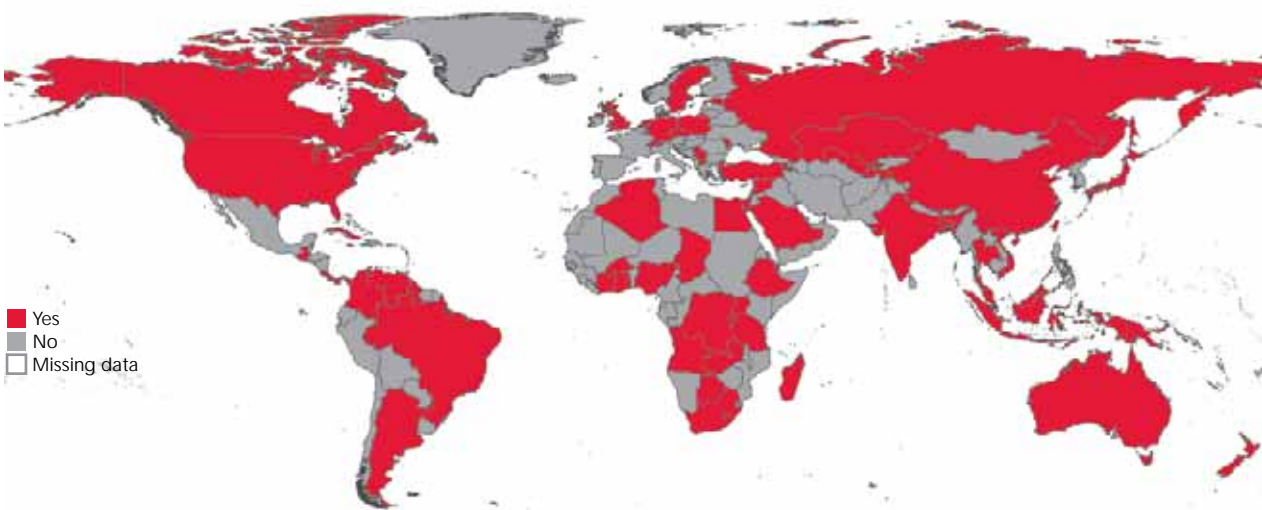 Yes
No
Missing data